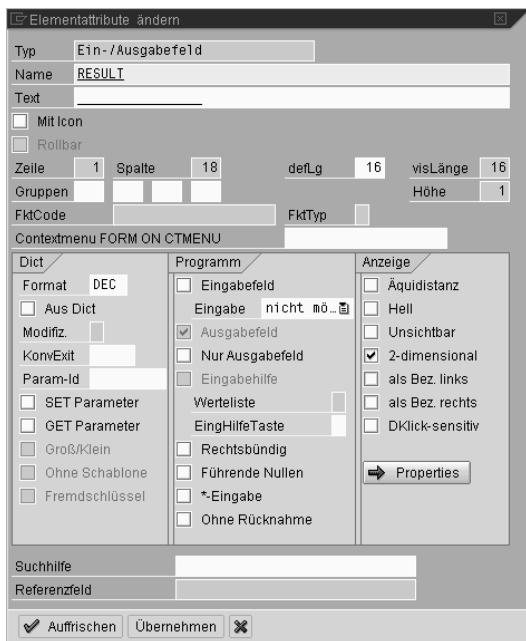 Elementattribute ändern
Typ Ein-/Ausgabefeld
Name RESULT
Text ____________________
Mit Icon
Rollbar
Zeile 1 Spalte 18 defLg 16 visLänge 16
Gruppen Höhe 1
FktCode FktTyp
Contextmenu FORM ON CTMENU
Dict
Format DEC
Aus Dict
Modifiz.
KonvExit
Param-Id
SET Parameter
GET Parameter
Groß/Klein
Ohne Schablone
Fremdschlüssel
Programm
Eingabefeld
Eingabe nicht mö…
Ausgabefeld
Nur Ausgabefeld
Eingabehilfe
Werteliste
EingHilfeTaste
Rechtsbündig
Führende Nullen
*-Eingabe
Ohne Rücknahme
Anzeige
Äquidistanz
Hell
Unsichtbar
2-dimensional
als Bez. links
als Bez. rechts
DKlick-sensitiv
Properties
Suchhilfe
Referenzfeld
Auffrischen Übernehmen